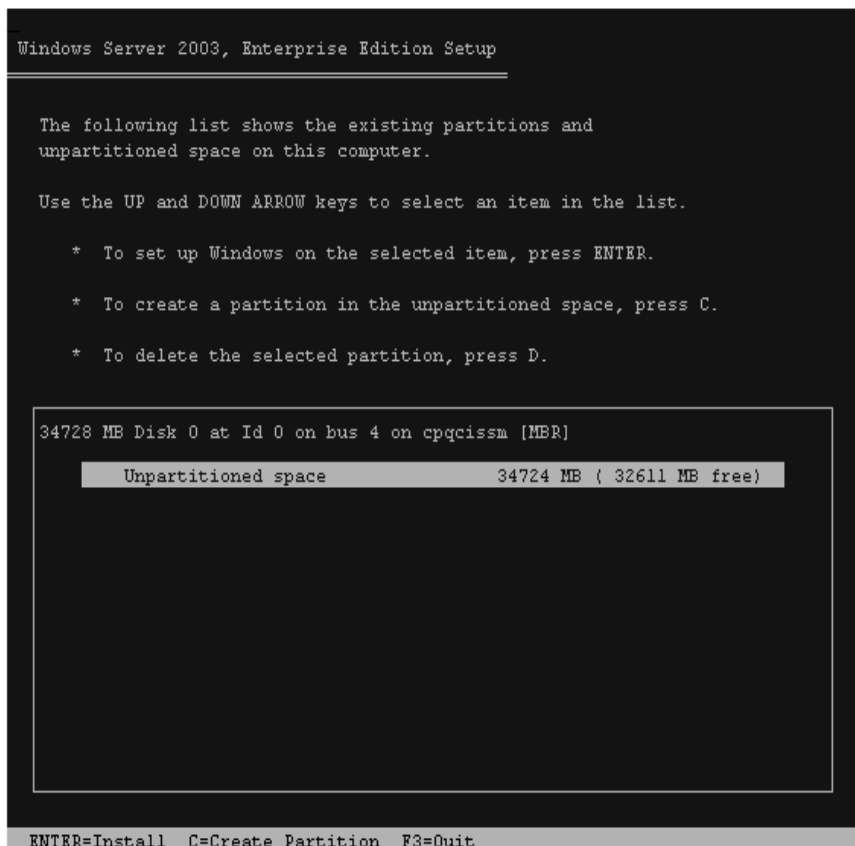 Windows Server 2003, Enterprise Edition Setup
The following list shows the existing partitions and
unpartitioned space on this computer.
Use the UP and DOWN ARROW keys to select an item in the list.
* To set up Windows on the selected item, press ENTER.
* To create a partition in the unpartitioned space, press C.
* To delete the selected partition, press D.
34728 MB Disk 0 at Id 0 on bus 4 on cpqcissm [MBR]
Unpartitioned space 34724 MB ( 32611 MB free)
ENTER=Install C=Create Partition F3=Quit